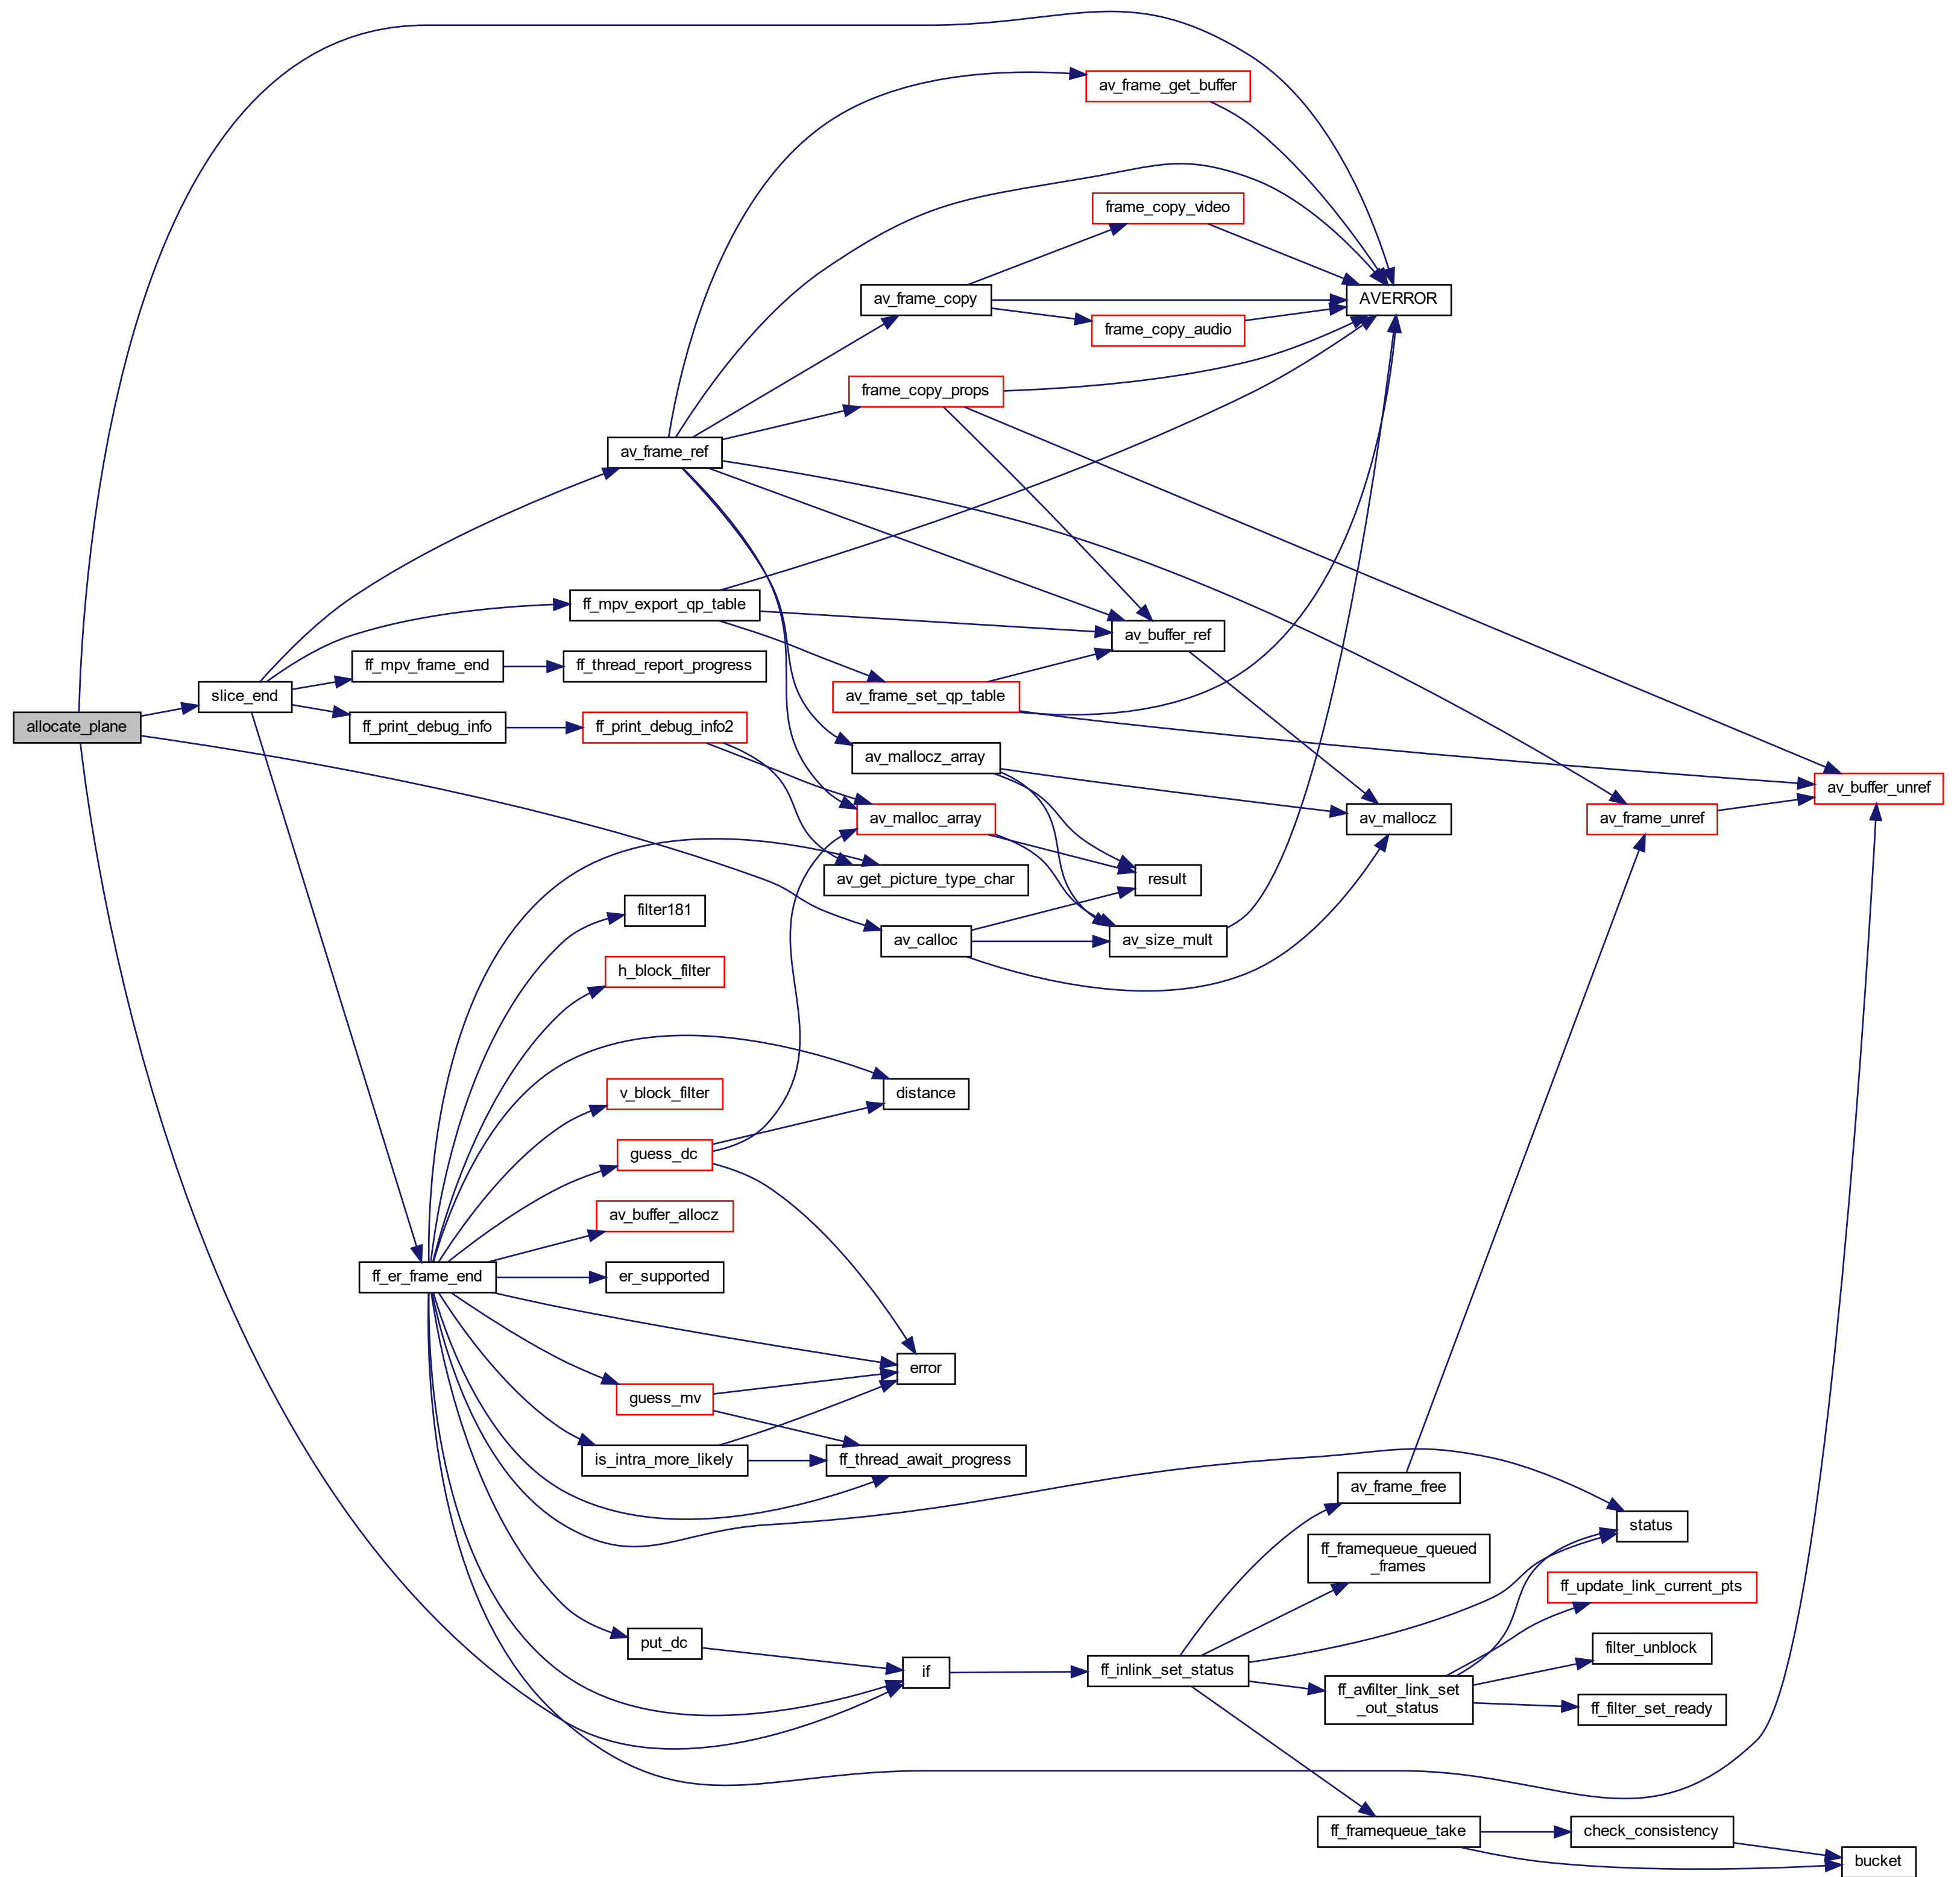 av_frame_get_buffer
frame_copy_video
av_frame_copy
AVERROR
frame_copy_audio
frame_copy_props
av_frame_ref
ff_mpv_export_qp_table
av_buffer_ref
ff_mpv_frame_end
ff_thread_report_progress
slice_end
av_frame_set_qp_table
allocate_plane
ff_print_debug_info
ff_print_debug_info2
av_mallocz_array
av_buffer_unref
av_malloc_array
av_mallocz
av_frame_unref
av_get_picture_type_char
result
filter181
av_calloc
av_size_mult
h_block_filter
v_block_filter
distance
guess_dc
av_buffer_allocz
ff_er_frame_end
er_supported
error
guess_mv
is_intra_more_likely
ff_thread_await_progress
av_frame_free
status
ff_framequeue_queued
_frames
ff_update_link_current_pts
put_dc
filter_unblock
if
ff_inlink_set_status
ff_avfilter_link_set
_out_status
ff_filter_set_ready
ff_framequeue_take
check_consistency
bucket